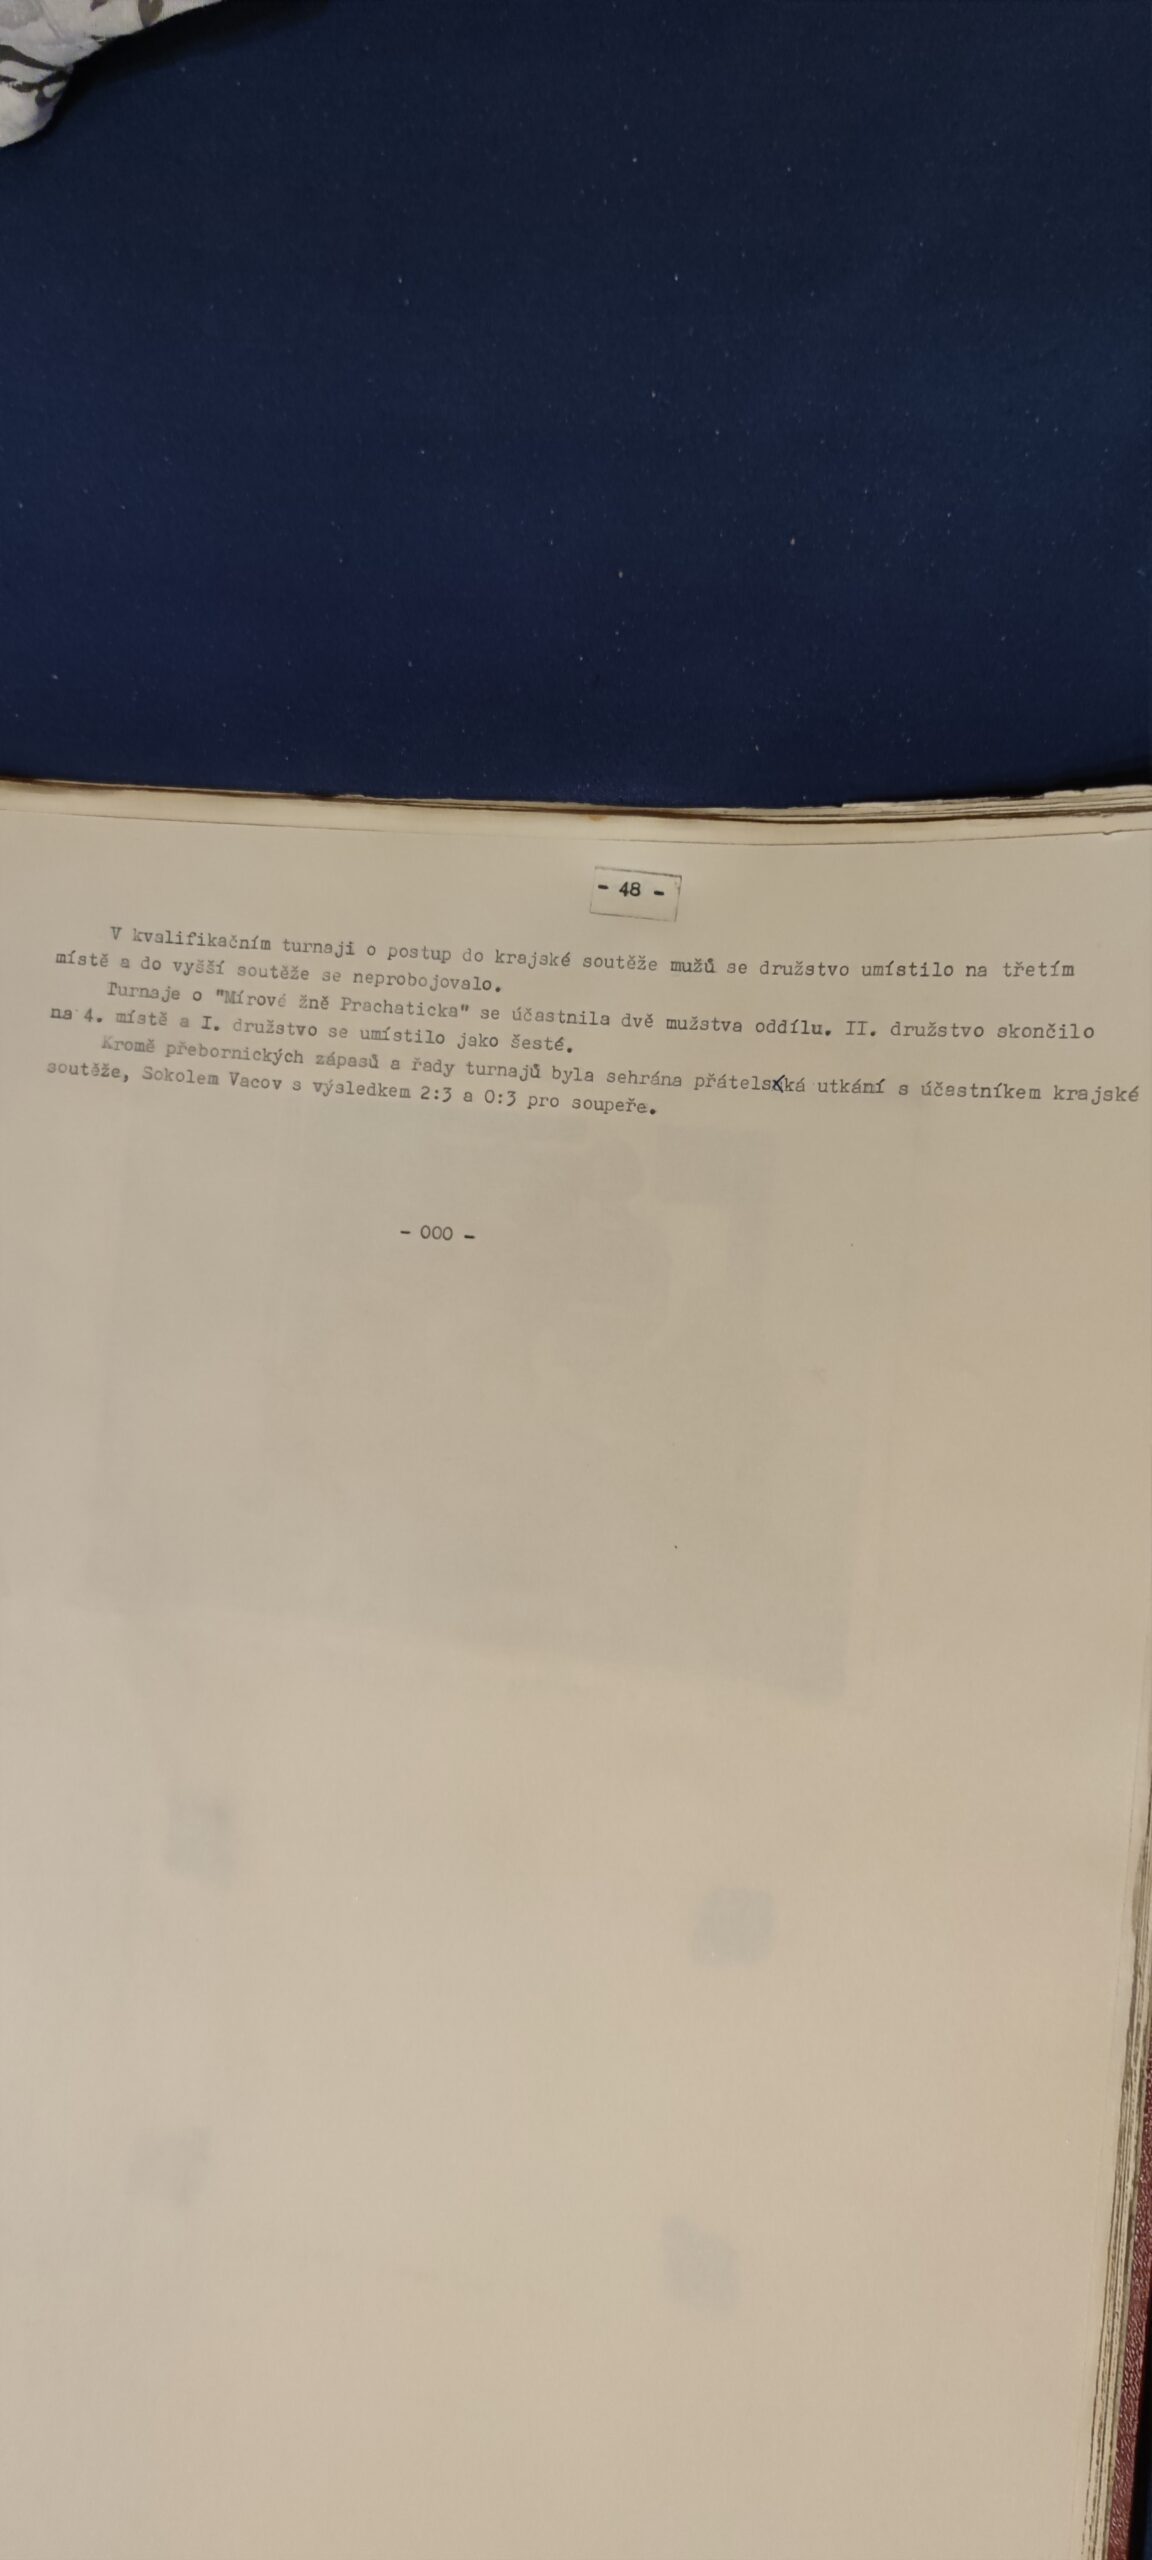 - 48 -
V kvalifikačním turnaji o postup do krajské soutěže mužů se družstvo umístilo na třetím
místě a do vyšší soutěže se neprobojovalo.
Turnaje o "Mírové žně Prachaticka" se účastnila dvě mužstva oddílu. II. družstvo skončilo
na 4. místě a I. družstvo se umístilo jako šesté.
Kromě přebornických zápasů a řady turnajů byla sehrána přátelská utkání s účastníkem krajské
soutěže, Sokolem Vacov s výsledkem 2:3 a 0:3 pro soupeře.
- 000 -